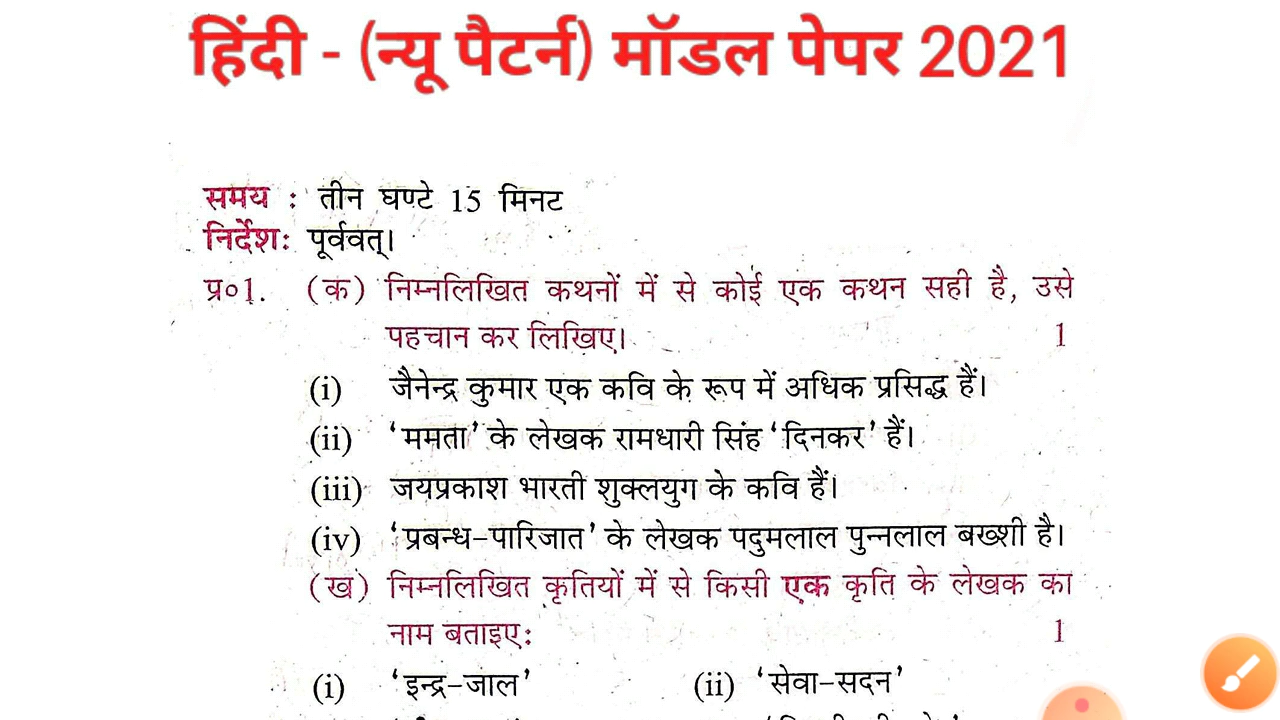 हिंदी - (न्यू पैटर्न) मॉडल पेपर 2021
समय : तीन घण्टे 15 मिनट
निर्देशः पूर्ववत्।
प्र०1. (क) निम्नलिखित कथनों में से कोई एक कथन सही है, उसे
पहचान कर लिखिए। 1
(i) जैनेन्द्र कुमार एक कवि के रूप में अधिक प्रसिद्ध हैं।
(ii) ‘ममता’ के लेखक रामधारी सिंह ‘दिनकर’ हैं।
(iii) जयप्रकाश भारती शुक्लयुग के कवि हैं।
(iv) ‘प्रबन्ध-पारिजात’ के लेखक पदुमलाल पुन्नलाल बख्शी है।
(ख) निम्नलिखित कृतियों में से किसी एक कृति के लेखक का
नाम बताइए: 1
(i) ‘इन्द्र-जाल’ (ii) ‘सेवा-सदन’